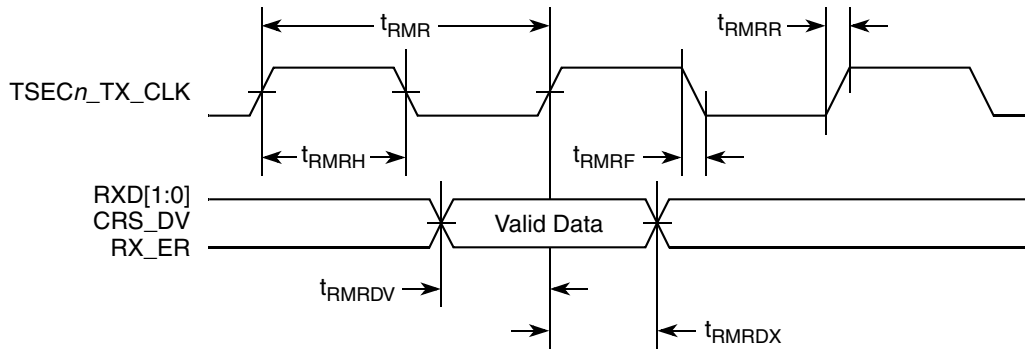 tRMR
tRMRR
TSECn_TX_CLK
tRMRH
tRMRF
RXD[1:0]
CRS_DV
Valid Data
RX_ER
tRMRDV
tRMRDX